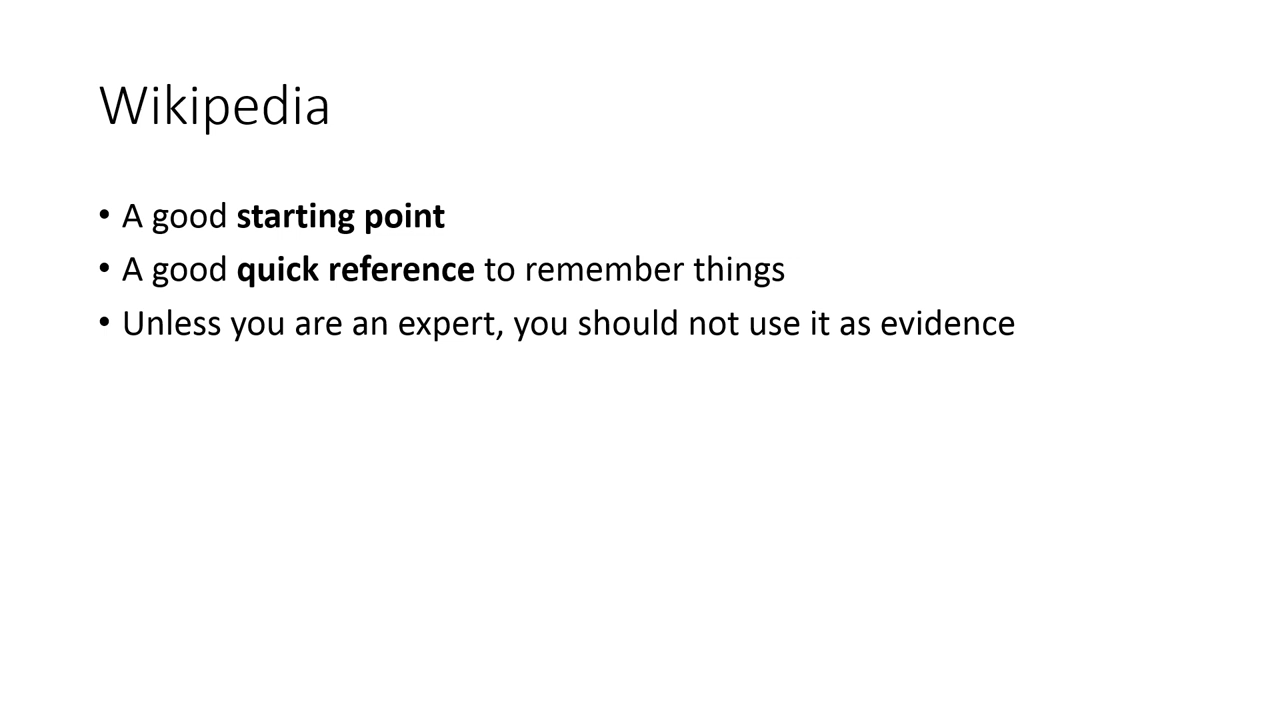 Wikipedia
• A good starting point
• A good quick reference to remember things
• Unless you are an expert, you should not use it as evidence